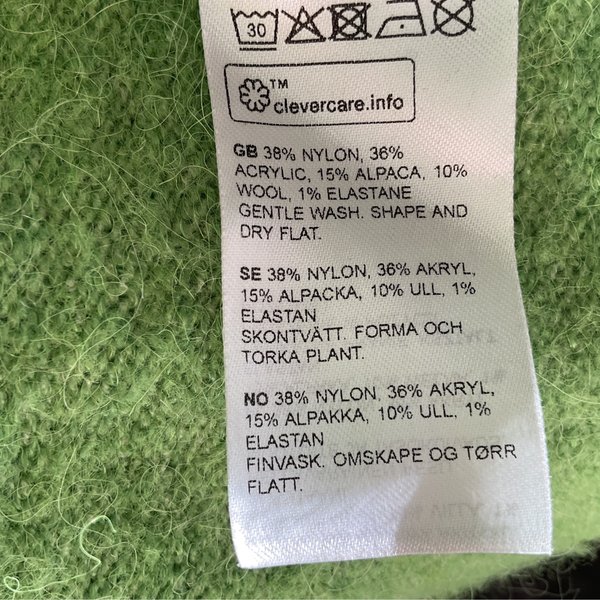 30
TM
clevercare.info
GB 38% NYLON, 36%
ACRYLIC, 15% ALPACA, 10%
WOOL, 1% ELASTANE
GENTLE WASH. SHAPE AND
DRY FLAT.
SE 38% NYLON, 36% AKRYL,
15% ALPACKA, 10% ULL, 1%
ELASTAN
SKONTVÄTT. FORMA OCH
TORKA PLANT.
NO 38% NYLON, 36% AKRYL,
15% ALPAKKA, 10% ULL, 1%
ELASTAN
FINVASK. OMSKAPE OG TØRR
FLATT.